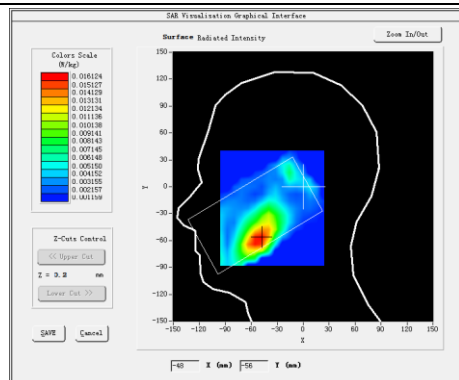 SAR Visualisation Graphical Interface
Surface Radiated Intensity
Zoom In/Out
Colors Scale
(W/kg)
0.016124
0.015127
0.014129
0.013131
0.012134
0.011136
0.010138
0.009141
0.008143
0.007145
0.006148
0.005150
0.004152
0.003155
0.002157
0.001159
Z-Cuts Control
<< Upper Cut
Z = 3.2 mm
Lower Cut >>
SAVE Cancel
150-
120-
90-
60-
30-
0-
-30-
-60-
-90-
-120-
-150-
Y
-150 -120 -90 -60 -30 0 30 60 90 120 150
X
-48 X (mm) -56 Y (mm)